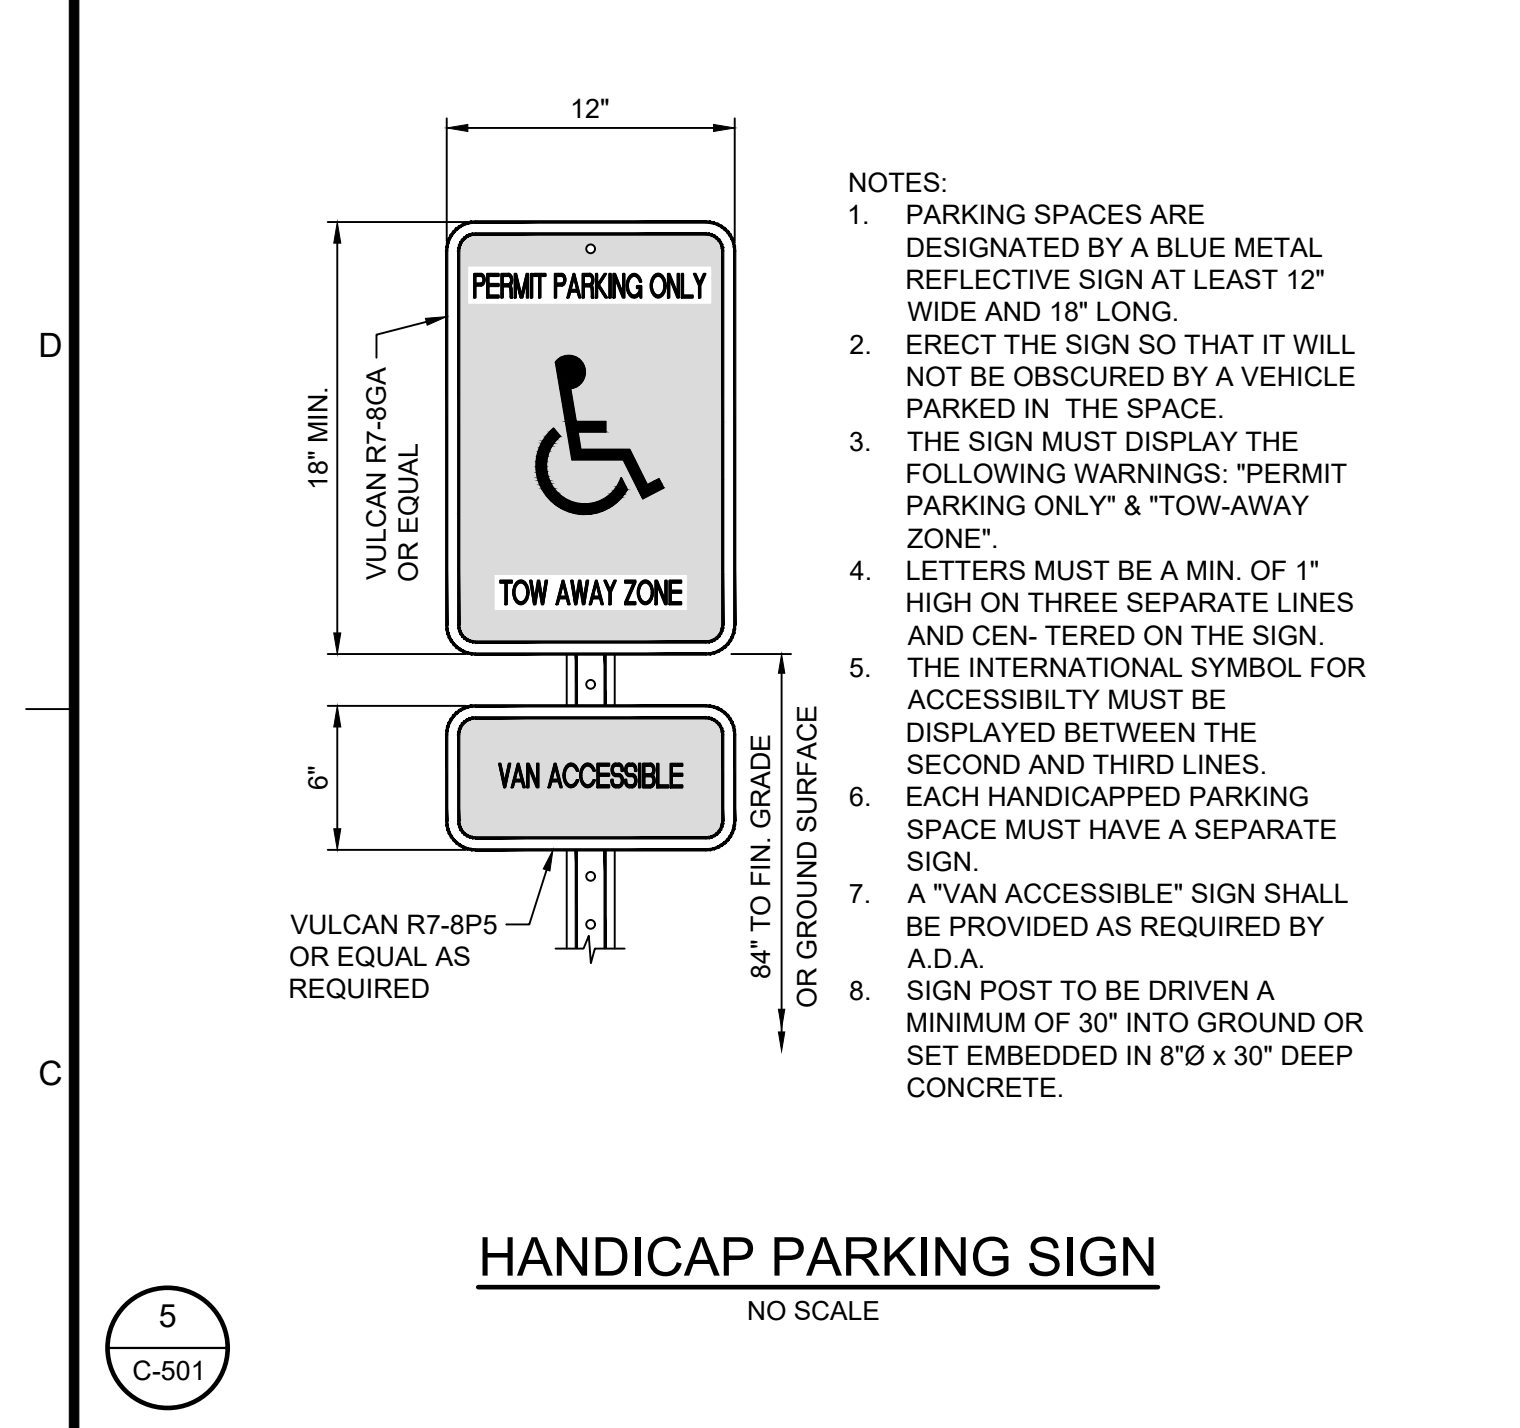 12"
PERMIT PARKING ONLY
TOW AWAY ZONE
VAN ACCESSIBLE
18" MIN.
VULCAN R7-8GA
OR EQUAL
6"
VULCAN R7-8P5
OR EQUAL AS
REQUIRED
84" TO FIN. GRADE
OR GROUND SURFACE
D
C
NOTES:
1. PARKING SPACES ARE
DESIGNATED BY A BLUE METAL
REFLECTIVE SIGN AT LEAST 12"
WIDE AND 18" LONG.
2. ERECT THE SIGN SO THAT IT WILL
NOT BE OBSCURED BY A VEHICLE
PARKED IN  THE SPACE.
3. THE SIGN MUST DISPLAY THE
FOLLOWING WARNINGS: "PERMIT
PARKING ONLY" & "TOW-AWAY
ZONE".
4. LETTERS MUST BE A MIN. OF 1"
HIGH ON THREE SEPARATE LINES
AND CEN- TERED ON THE SIGN.
5. THE INTERNATIONAL SYMBOL FOR
ACCESSIBILTY MUST BE
DISPLAYED BETWEEN THE
SECOND AND THIRD LINES.
6. EACH HANDICAPPED PARKING
SPACE MUST HAVE A SEPARATE
SIGN.
7. A "VAN ACCESSIBLE" SIGN SHALL
BE PROVIDED AS REQUIRED BY
A.D.A.
8. SIGN POST TO BE DRIVEN A
MINIMUM OF 30" INTO GROUND OR
SET EMBEDDED IN 8"Ø x 30" DEEP
CONCRETE.
HANDICAP PARKING SIGN
NO SCALE
5
C-501